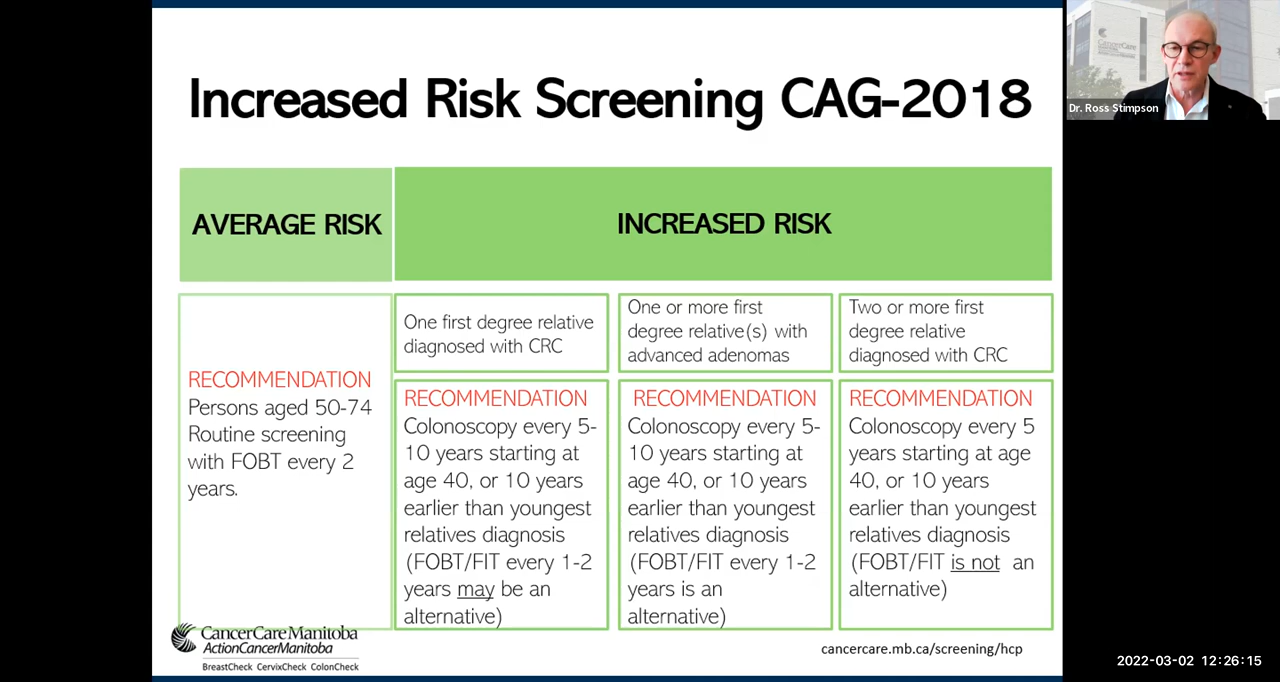 Increased Risk Screening CAG-2018
CancerCare
Dr. Ross Stimpson
AVERAGE RISK
INCREASED RISK
RECOMMENDATION
Persons aged 50-74
Routine screening
with FOBT every 2
years.
One first degree relative
diagnosed with CRC
RECOMMENDATION
Colonoscopy every 5-
10 years starting at
age 40, or 10 years
earlier than youngest
relatives diagnosis
(FOBT/FIT every 1-2
years may be an
alternative)
One or more first
degree relative(s) with
advanced adenomas
RECOMMENDATION
Colonoscopy every 5-
10 years starting at
age 40, or 10 years
earlier than youngest
relatives diagnosis
(FOBT/FIT every 1-2
years is an
alternative)
Two or more first
degree relative
diagnosed with CRC
RECOMMENDATION
Colonoscopy every 5
years starting at age
40, or 10 years
earlier than youngest
relatives diagnosis
(FOBT/FIT is not an
alternative)
CancerCare Manitoba
ActionCancerManitoba
BreastCheck CervixCheck ColonCheck
cancercare.mb.ca/screening/hcp
2022-03-02 12:26:15